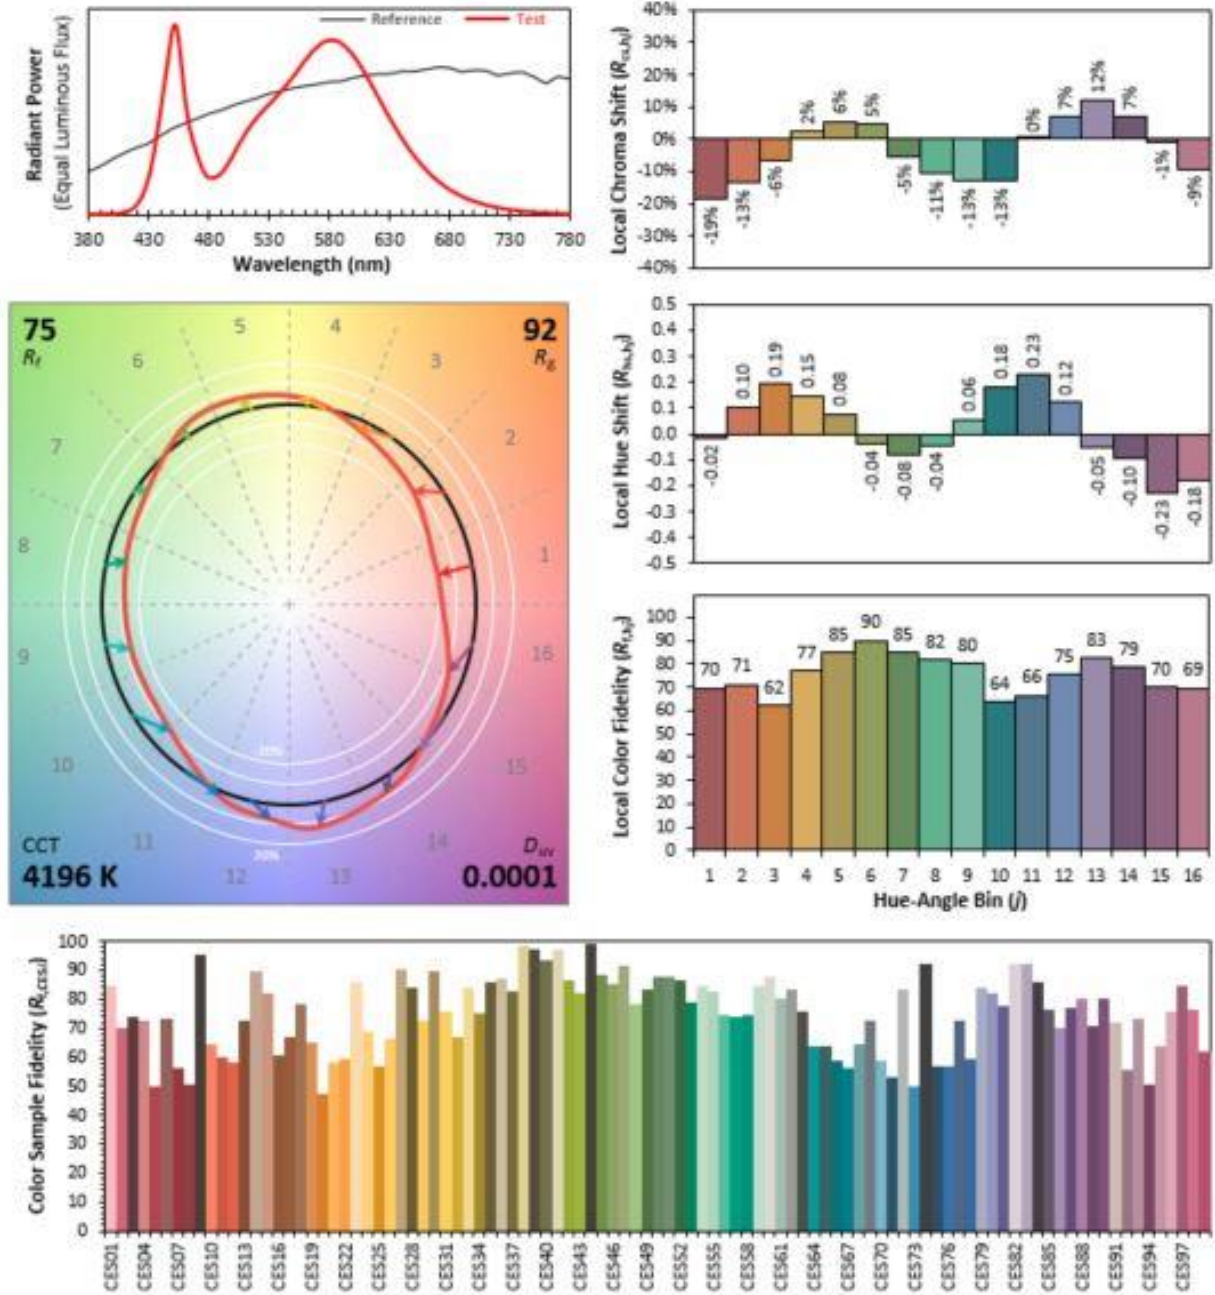 Radiant Power
(Equal Luminous Flux)
Reference
Test
380 430 480 530 580 630 680 730 780
Wavelength (nm)
Local Chroma Shift (Rcs,hj)
40%
30%
20%
10%
0%
-10%
-20%
-30%
-40%
-19% -13% -6% 2% 6% 5% -5% -11% -13% -13% 0% 7% 12% 7% -1% -9%
75
Rf
92
Rg
5 4
6 3
7 2
8 1
9 16
10 15
11 14
12 13
20%
CCT
4196 K
Duv
0.0001
Local Hue Shift (Rhs,hj)
0.5
0.4
0.3
0.2
0.1
0.0
-0.1
-0.2
-0.3
-0.4
-0.5
-0.02 0.10 0.19 0.15 0.08 -0.04 -0.08 -0.04 0.06 0.18 0.23 0.12 -0.05 -0.10 -0.23 -0.18
Local Color Fidelity (Rf,hj)
100
90
80
70
60
50
40
30
20
10
0
70 71 62 77 85 90 85 82 80 64 66 75 83 79 70 69
1 2 3 4 5 6 7 8 9 10 11 12 13 14 15 16
Hue-Angle Bin (j)
Color Sample Fidelity (Rf,CESi)
100
90
80
70
60
50
40
30
20
10
0
CES01 CES04 CES07 CES10 CES13 CES16 CES19 CES22 CES25 CES28 CES31 CES34 CES37 CES40 CES43 CES46 CES49 CES52 CES55 CES58 CES61 CES64 CES67 CES70 CES73 CES76 CES79 CES82 CES85 CES88 CES91 CES94 CES97